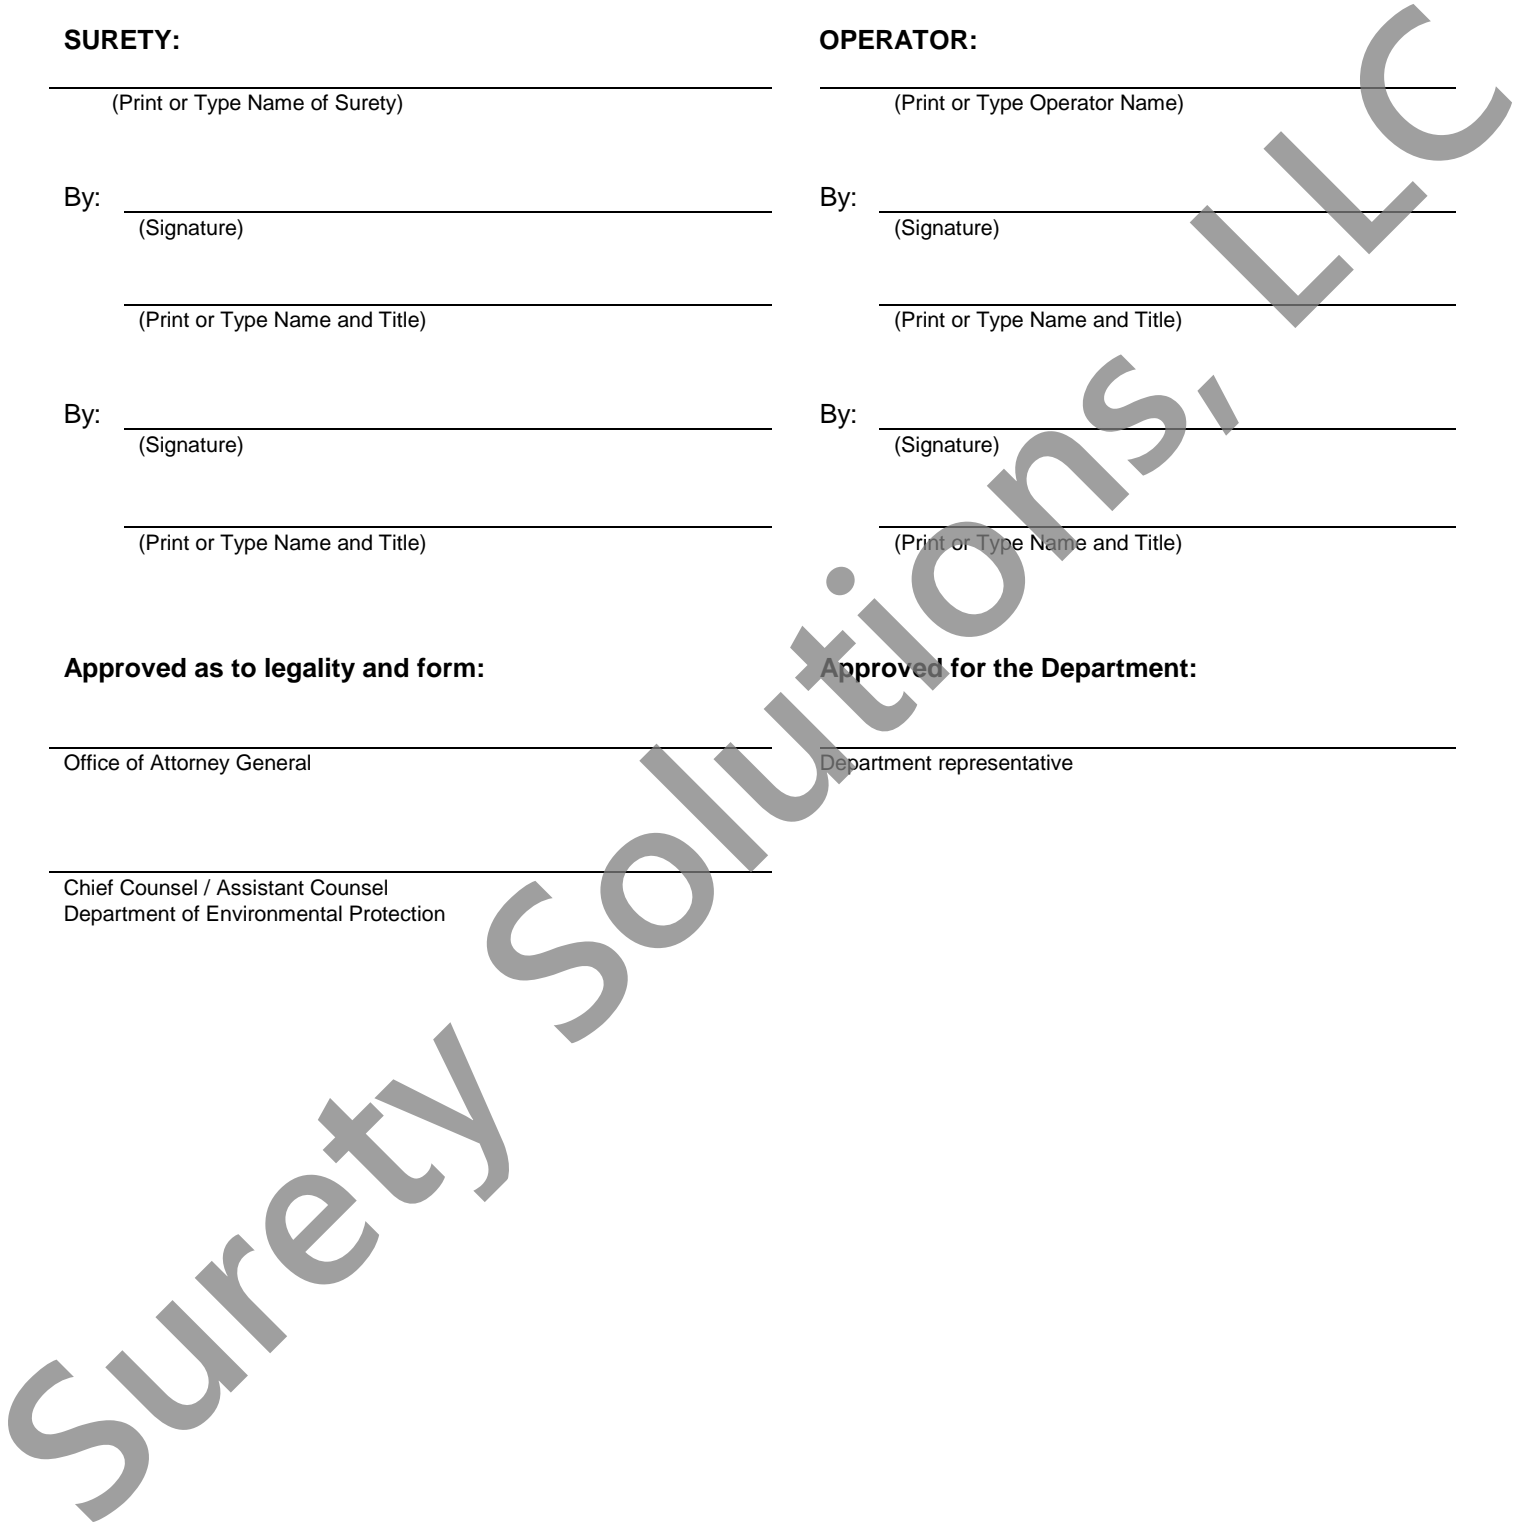 SURETY:
(Print or Type Name of Surety)
By:
(Signature)
(Print or Type Name and Title)
By:
(Signature)
(Print or Type Name and Title)
OPERATOR:
(Print or Type Operator Name)
By:
(Signature)
(Print or Type Name and Title)
By:
(Signature)
(Print or Type Name and Title)
Approved as to legality and form:
Office of Attorney General
Chief Counsel / Assistant Counsel
Department of Environmental Protection
Approved for the Department:
Department representative
Surety Solutions, LLC